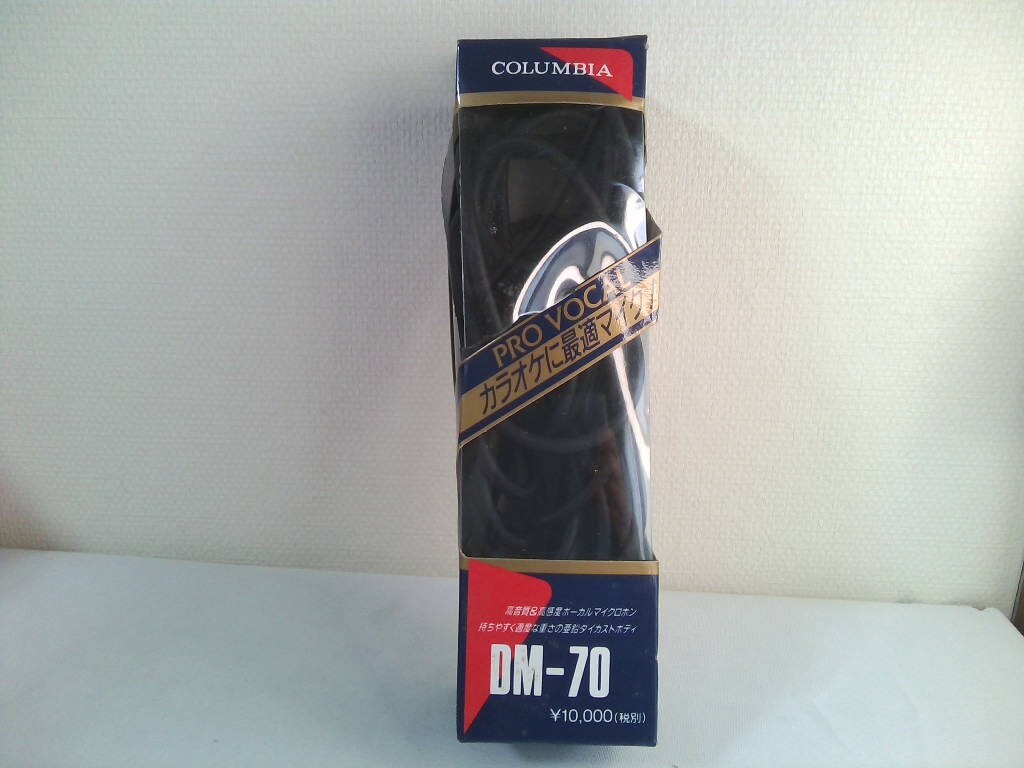 COLUMBIA
PRO VOCAL
カラオケに最適マイク!
高音質&高感度ボーカルマイクロホン
持ちやすく適度な重さの亜鉛ダイカストボディ
DM-70
¥10,000(税別)